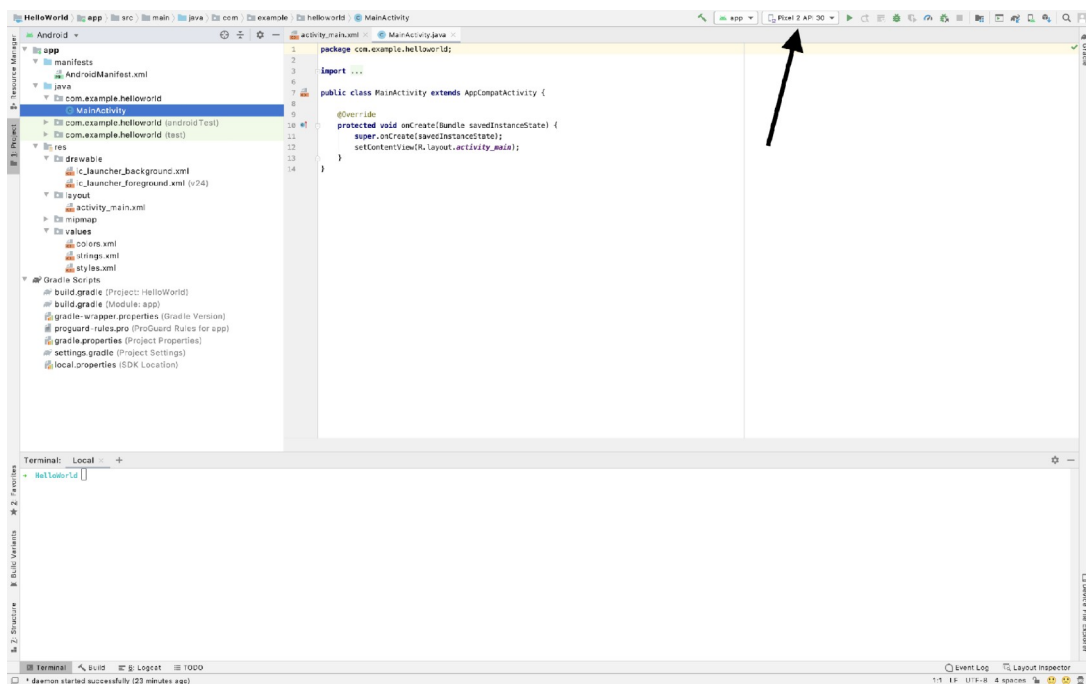 HelloWorld app src main java com example helloworld MainActivity app Pixel 2 API 30
Android activity_main.xml MainActivity.java
Resource Manager
1: Project
2: Favorites
Build Variants
Z: Structure
app
manifests
AndroidManifest.xml
java
com.example.helloworld
MainActivity
com.example.helloworld (androidTest)
com.example.helloworld (test)
res
drawable
ic_launcher_background.xml
ic_launcher_foreground.xml (v24)
layout
activity_main.xml
mipmap
values
colors.xml
strings.xml
styles.xml
Gradle Scripts
build.gradle (Project: HelloWorld)
build.gradle (Module: app)
gradle-wrapper.properties (Gradle Version)
proguard-rules.pro (ProGuard Rules for app)
gradle.properties (Project Properties)
settings.gradle (Project Settings)
local.properties (SDK Location)
1 package com.example.helloworld;
2
3 import ...
6
7 public class MainActivity extends AppCompatActivity {
8
9 @Override
10 protected void onCreate(Bundle savedInstanceState) {
11 super.onCreate(savedInstanceState);
12 setContentView(R.layout.activity_main);
13 }
14 }
Gradle
Device File Explorer
Terminal: Local +
HelloWorld
Terminal Build 6: Logcat TODO Event Log Layout Inspector
* daemon started successfully (23 minutes ago) 1:1 LF UTF-8 4 spaces